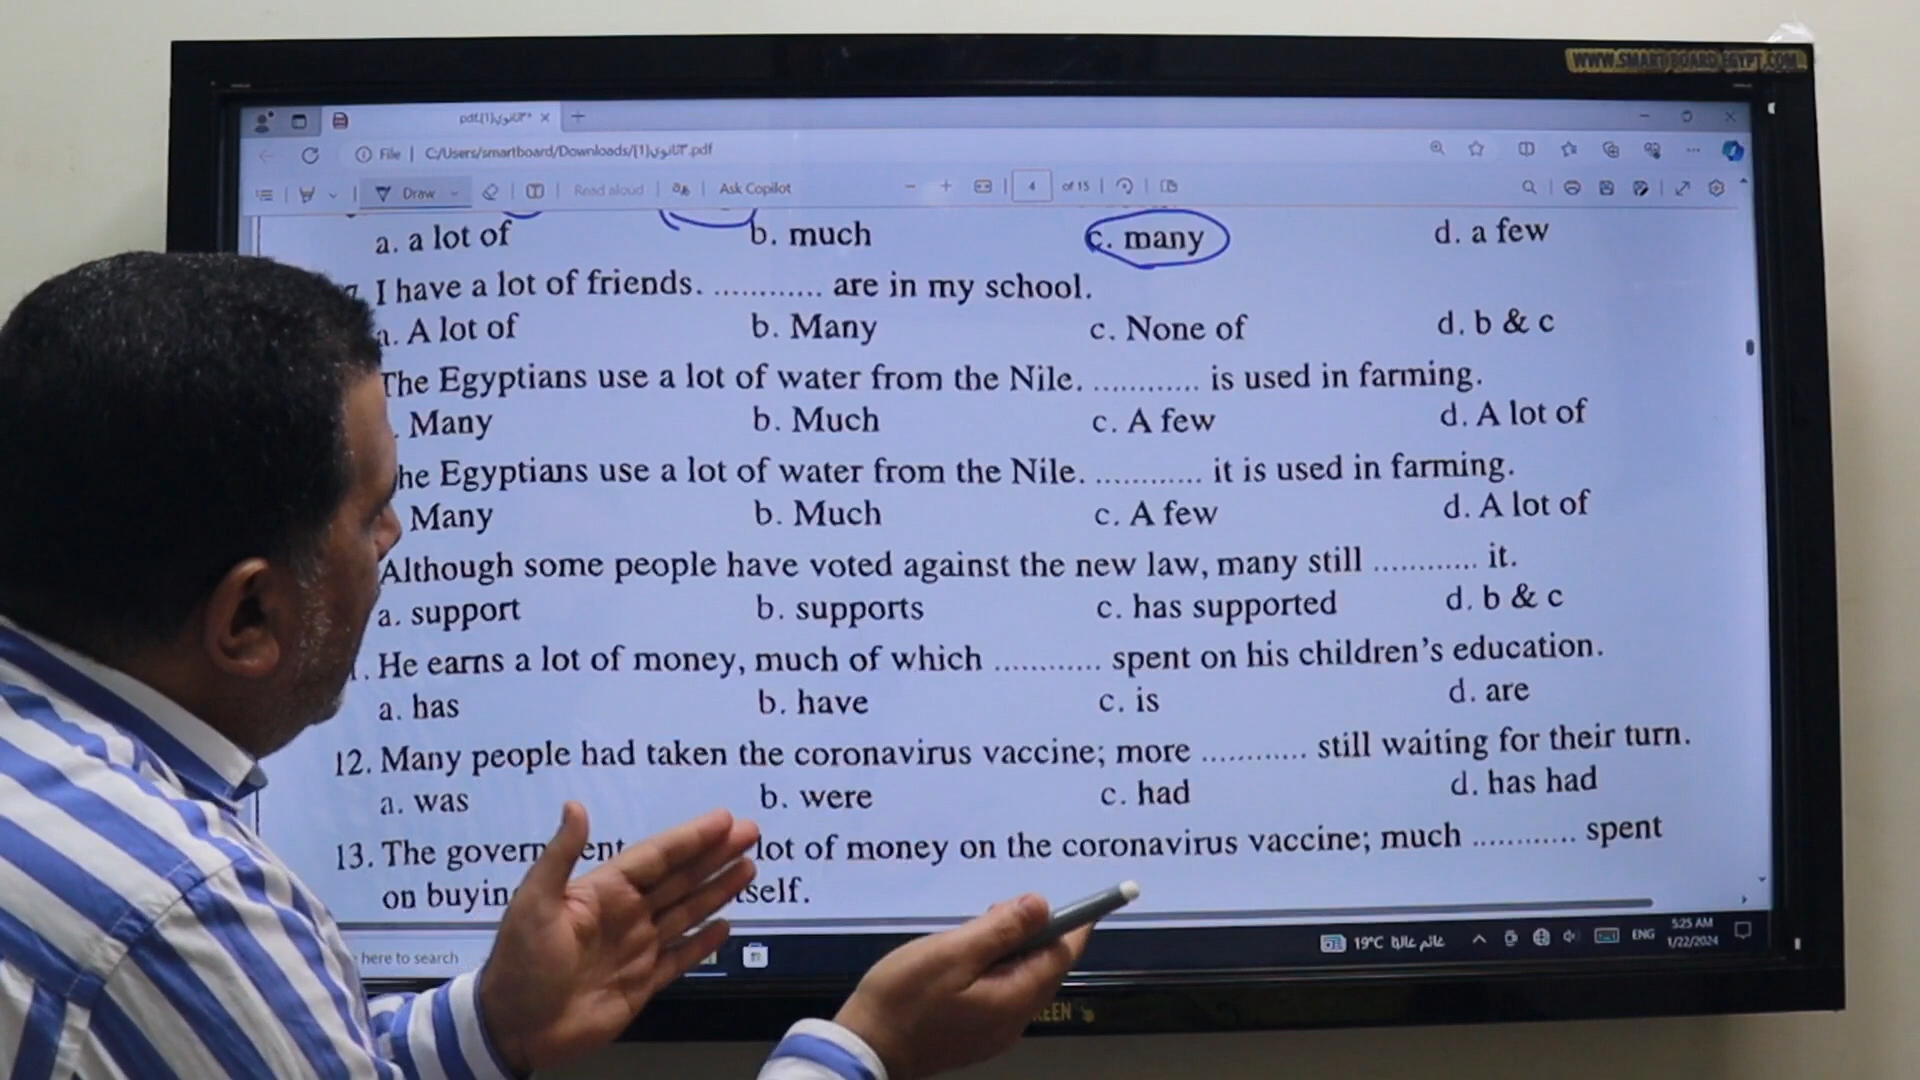 WWW.SMARTBOARD-EGYPT.COM
File | C:/Users/smartboard/Downloads/
Draw
Read aloud
Ask Copilot
4 of 15
a. a lot of b. much c. many d. a few
I have a lot of friends. ............ are in my school.
a. A lot of b. Many c. None of d. b & c
The Egyptians use a lot of water from the Nile. ............ is used in farming.
Many b. Much c. A few d. A lot of
he Egyptians use a lot of water from the Nile. ............ it is used in farming.
Many b. Much c. A few d. A lot of
Although some people have voted against the new law, many still ............ it.
a. support b. supports c. has supported d. b & c
. He earns a lot of money, much of which ............ spent on his children's education.
a. has b. have c. is d. are
12. Many people had taken the coronavirus vaccine; more ............ still waiting for their turn.
a. was b. were c. had d. has had
13. The governent lot of money on the coronavirus vaccine; much ............ spent
on buyin tself.
here to search
19°C غائم غالبا
ENG
5:25 AM
1/22/2024